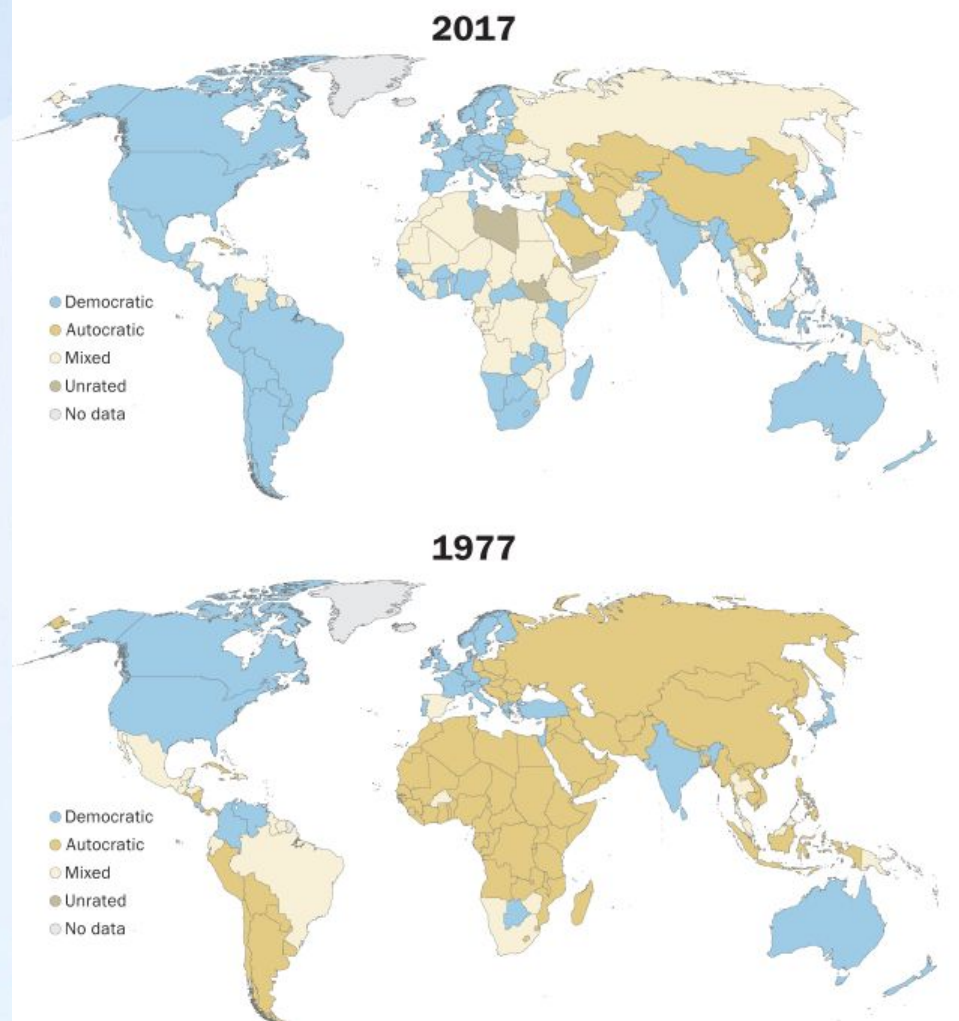 2017
Democratic
Autocratic
Mixed
Unrated
No data
1977
Democratic
Autocratic
Mixed
Unrated
No data